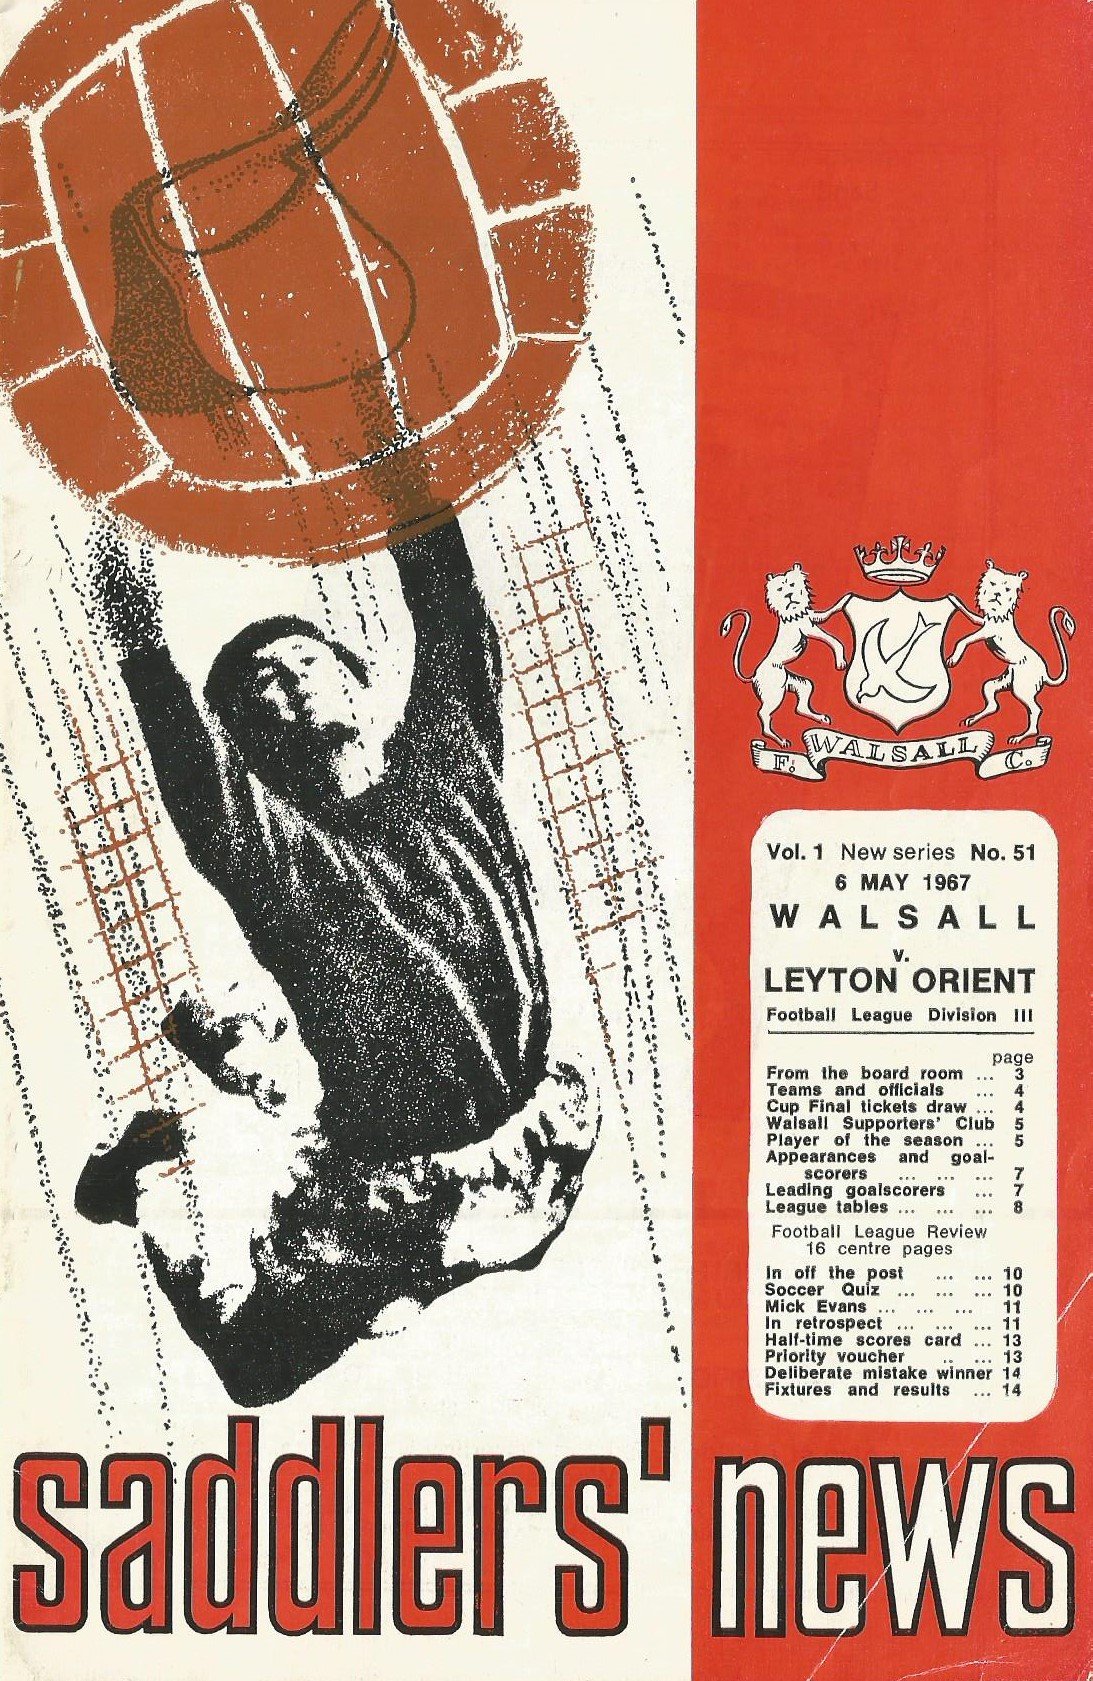 F. WALSALL C.
Vol. 1 New series No. 51
6 MAY 1967
WALSALL
v.
LEYTON ORIENT
Football League Division III
page
From the board room ... 3
Teams and officials ... 4
Cup Final tickets draw ... 4
Walsall Supporters' Club 5
Player of the season ... 5
Appearances and goal-
scorers ... ... ... 7
Leading goalscorers ... 7
League tables ... ... ... 8
Football League Review
16 centre pages
In off the post ... ... 10
Soccer Quiz ... ... ... 10
Mick Evans ... ... ... 11
In retrospect ... ... ... 11
Half-time scores card ... 13
Priority voucher .. ... 13
Deliberate mistake winner 14
Fixtures and results ... 14
saddlers' news